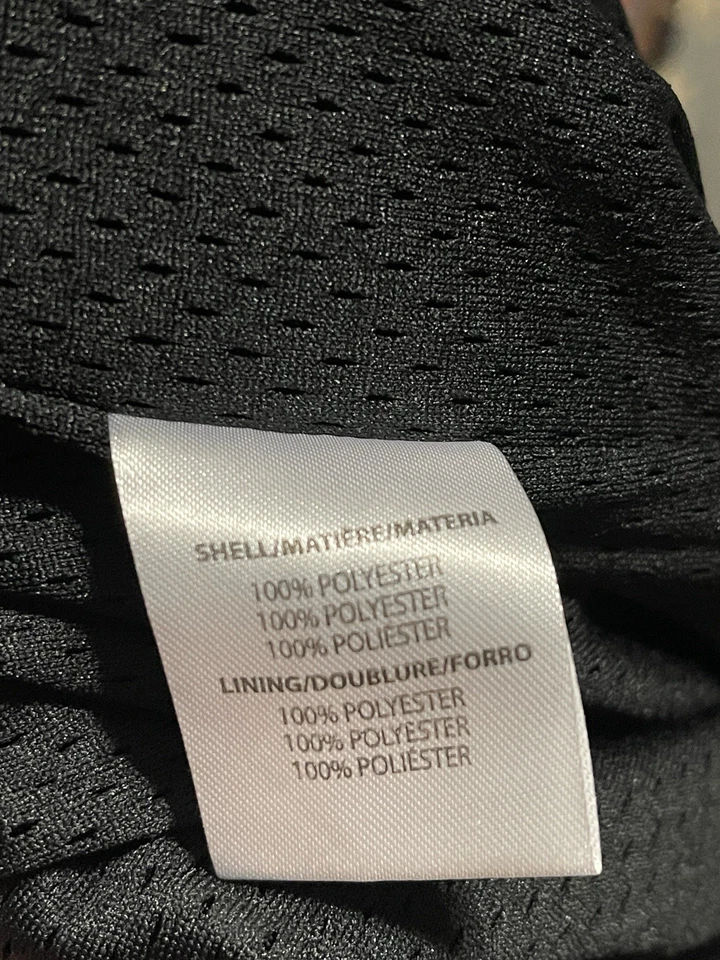 SHELL/MATIÈRE/MATERIA
100% POLYESTER
100% POLYESTER
100% POLIÉSTER
LINING/DOUBLURE/FORRO
100% POLYESTER
100% POLYESTER
100% POLIÉSTER